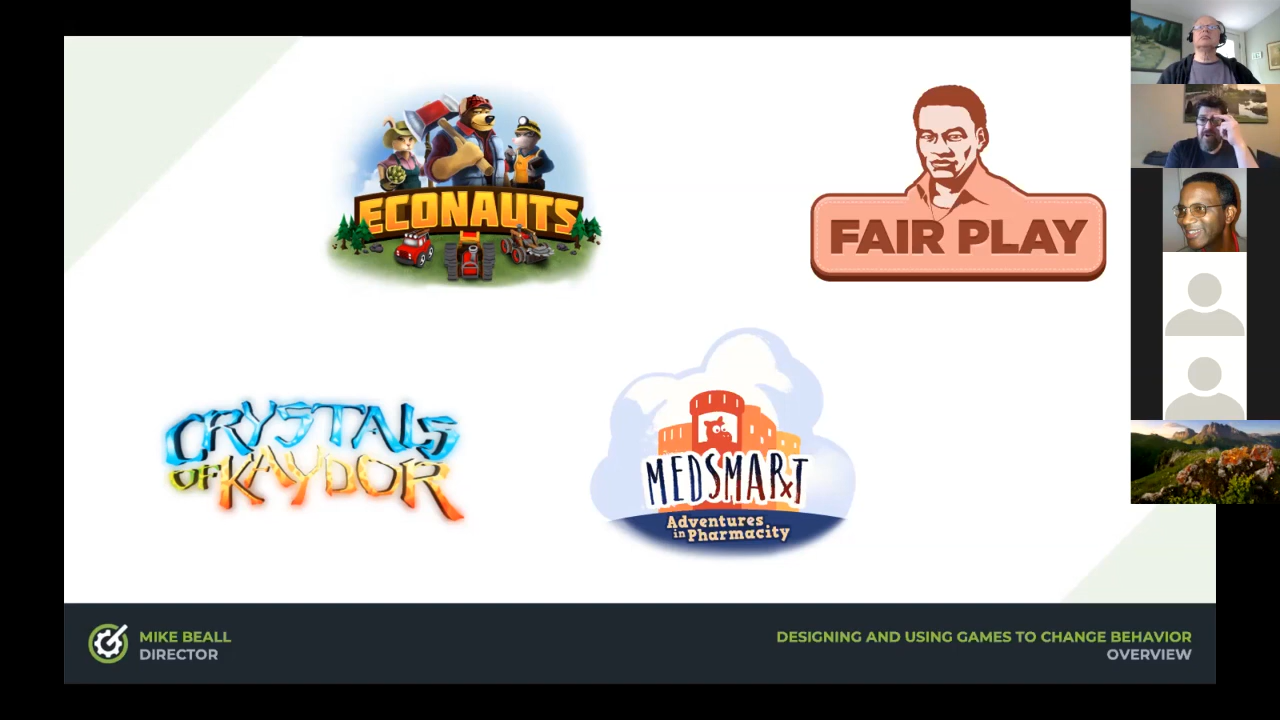 ECONAUTS
FAIR PLAY
CRYSTALS
OF KAYDOR
MEDSMARxT
Adventures
in Pharmacity
MIKE BEALL
DIRECTOR
DESIGNING AND USING GAMES TO CHANGE BEHAVIOR
OVERVIEW